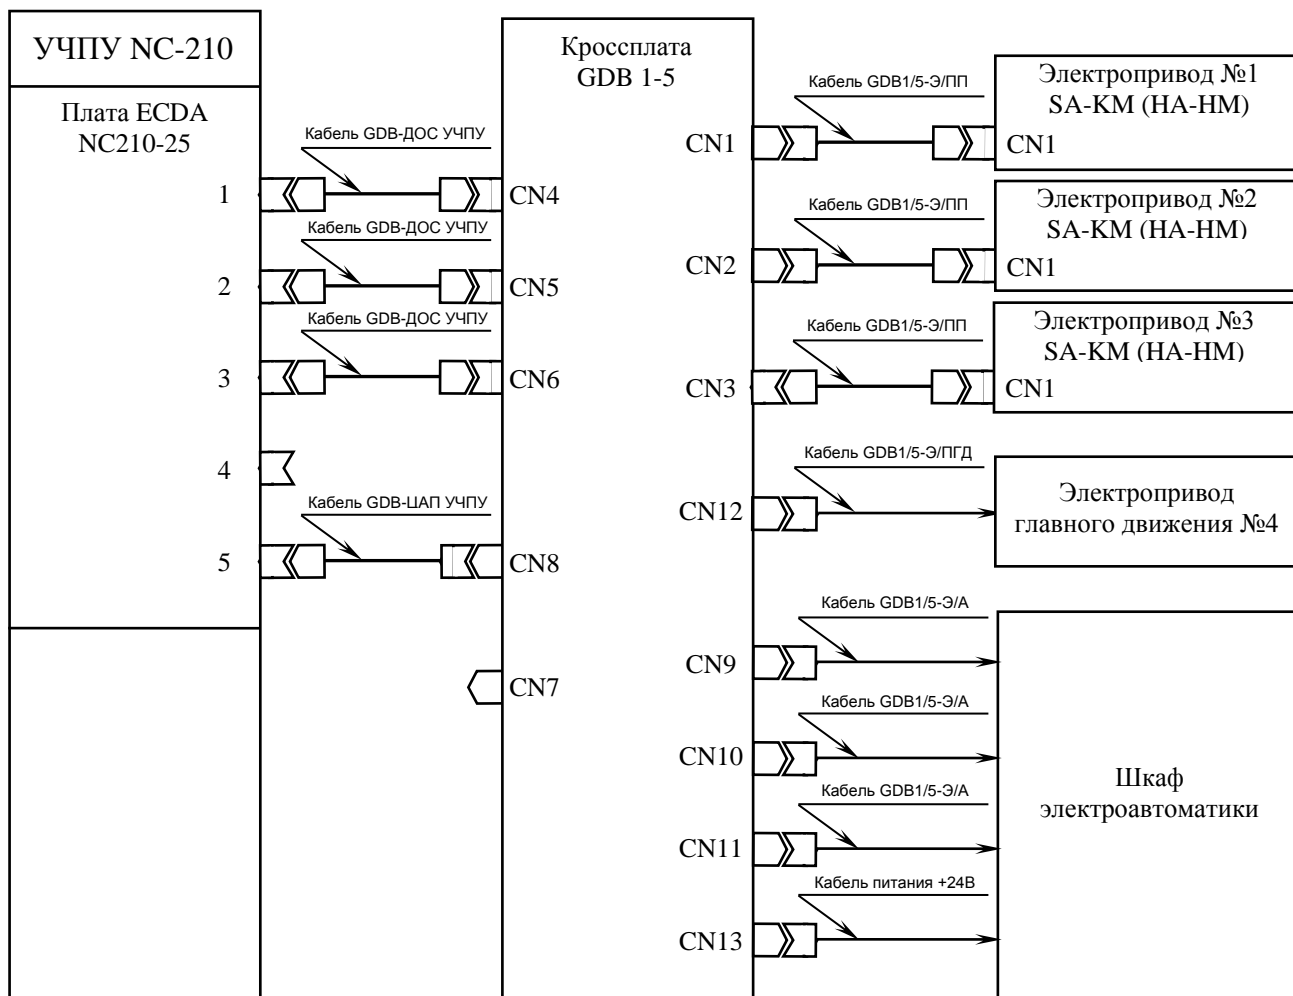 УЧПУ NC-210
Плата ECDA
NC210-25
1
2
3
4
5
Кабель GDB-ДОС УЧПУ
Кабель GDB-ДОС УЧПУ
Кабель GDB-ДОС УЧПУ
Кабель GDB-ЦАП УЧПУ
Кроссплата
GDB 1-5
CN4
CN5
CN6
CN8
CN7
CN1
CN2
CN3
CN12
CN9
CN10
CN11
CN13
Кабель GDB1/5-Э/ПП
Кабель GDB1/5-Э/ПП
Кабель GDB1/5-Э/ПП
Кабель GDB1/5-Э/ПГД
Кабель GDB1/5-Э/А
Кабель GDB1/5-Э/А
Кабель GDB1/5-Э/А
Кабель питания +24В
Электропривод №1
SA-KM (HA-HM)
CN1
Электропривод №2
SA-KM (HA-HM)
CN1
Электропривод №3
SA-KM (HA-HM)
CN1
Электропривод
главного движения №4
Шкаф
электроавтоматики